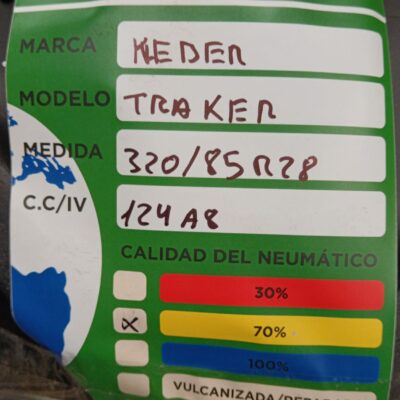 MARCA KEDER
MODELO TRAKER
MEDIDA 320/85R28
C.C/IV 124A8
CALIDAD DEL NEUMÁTICO
30%
X 70%
100%